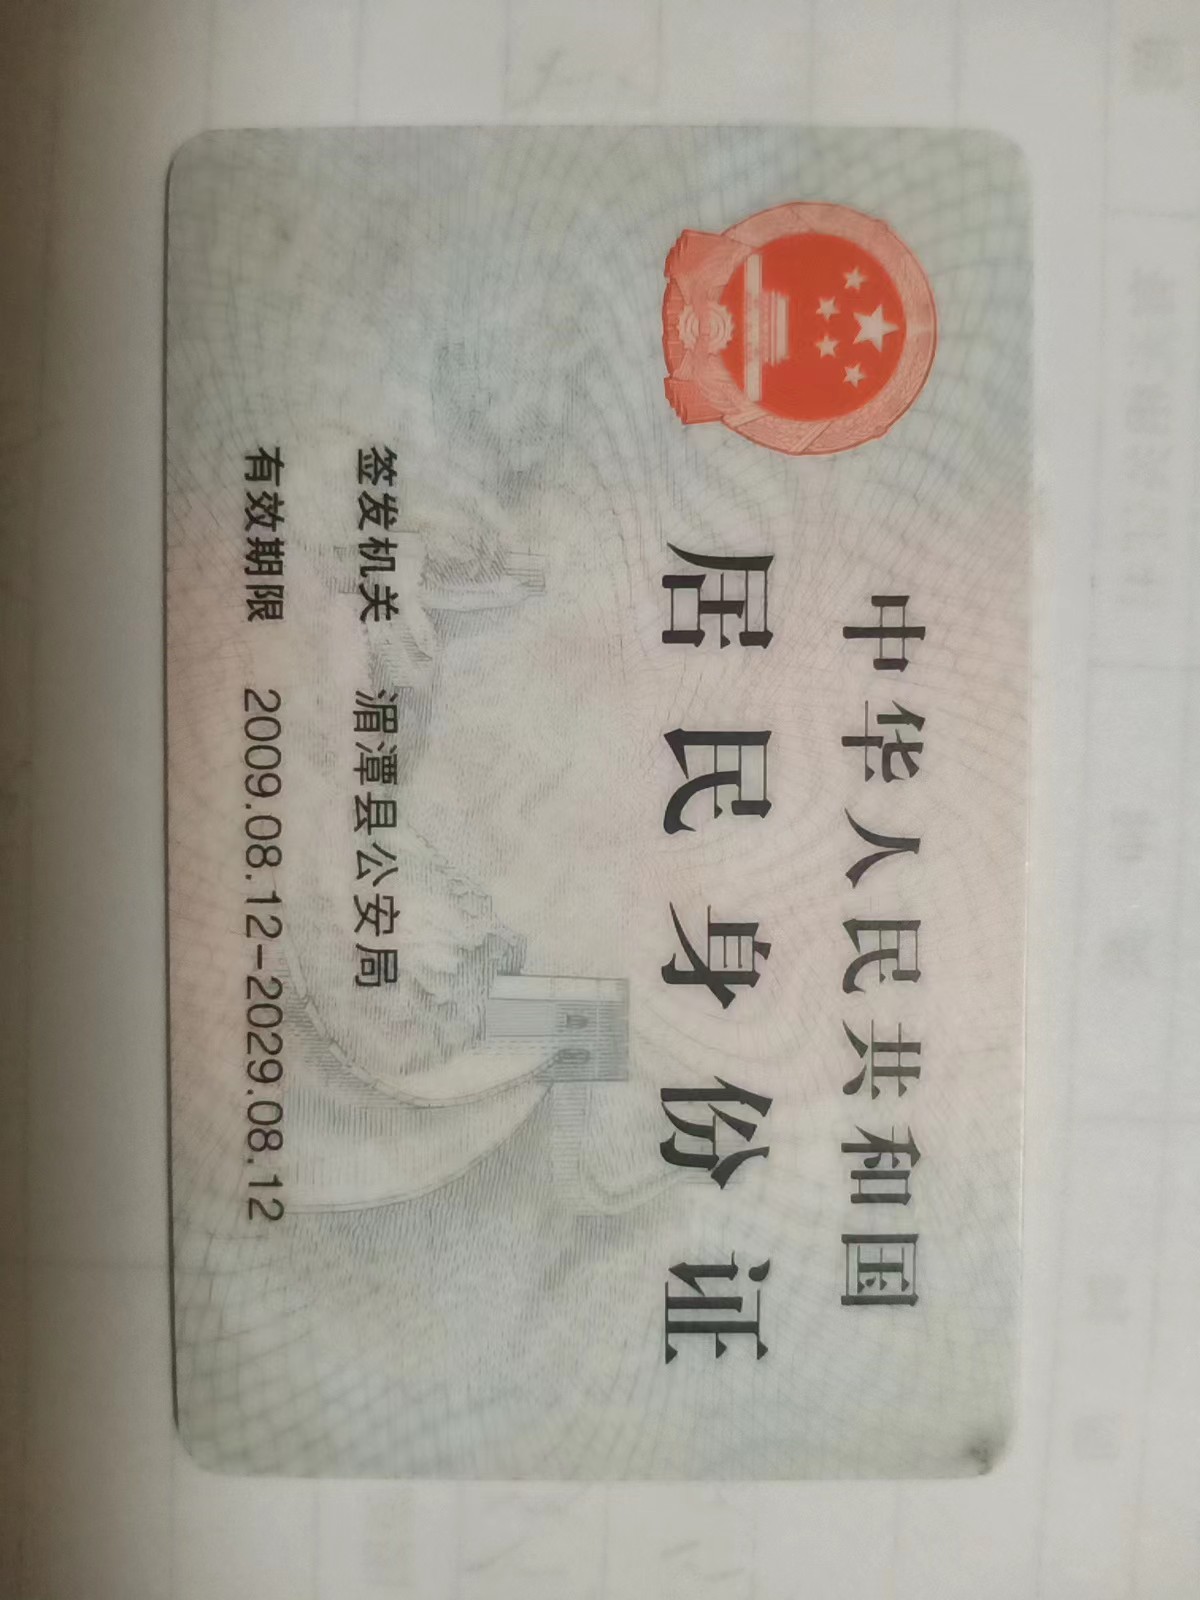 中华人民共和国
居民身份证
签发机关 湄潭县公安局
有效期限 2009.08.12-2029.08.12